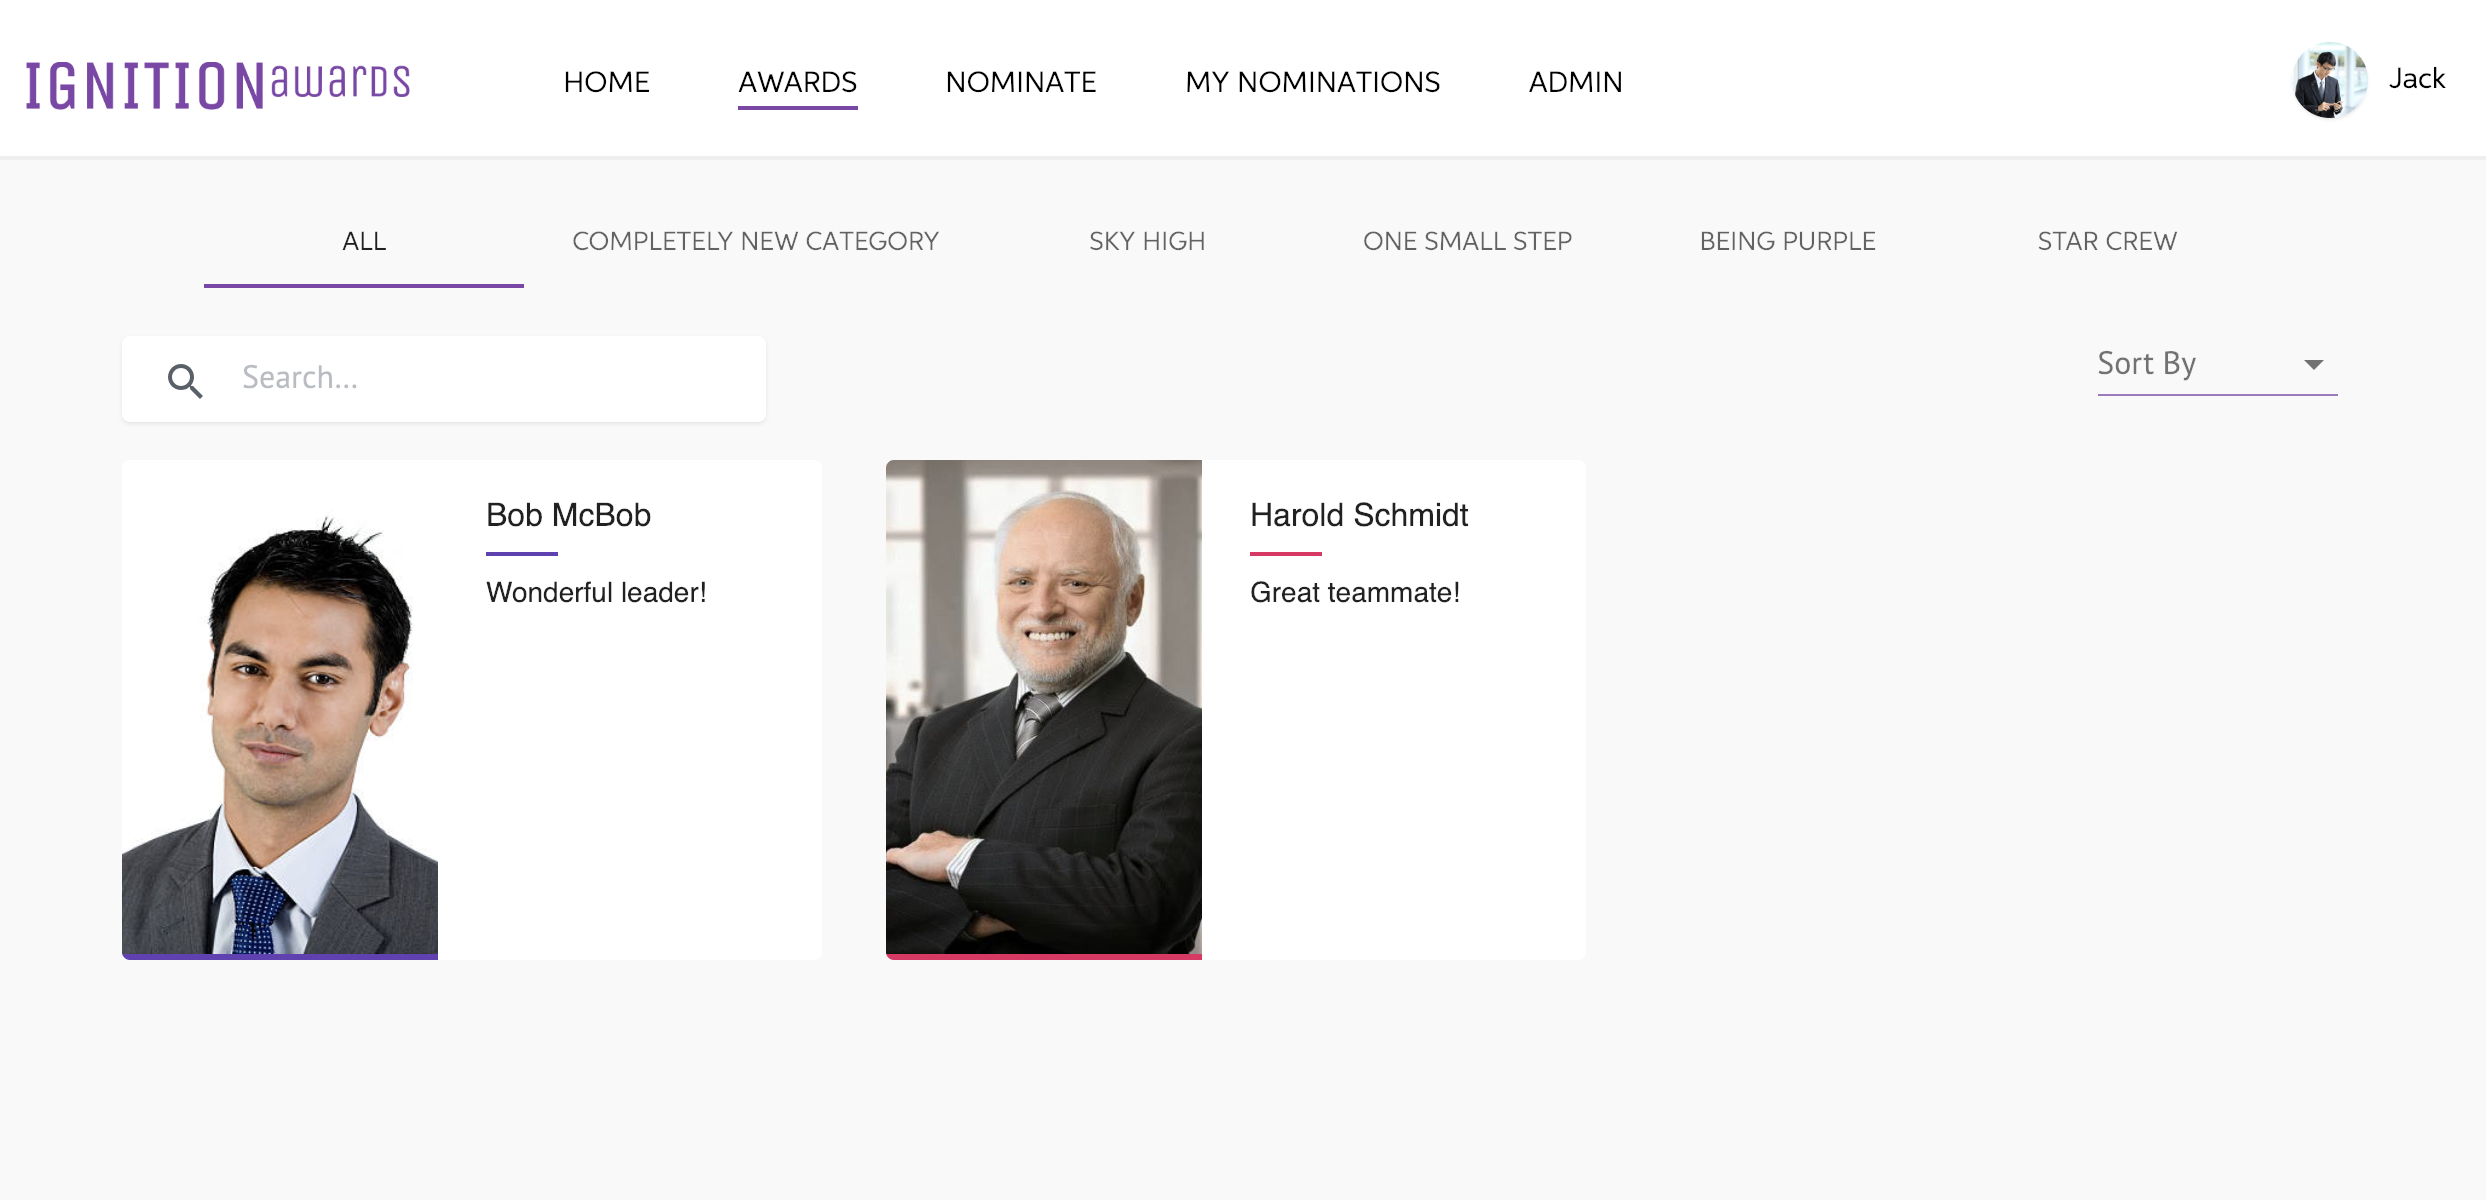 IGNITIONawards
HOME AWARDS NOMINATE MY NOMINATIONS ADMIN
Jack
ALL COMPLETELY NEW CATEGORY SKY HIGH ONE SMALL STEP BEING PURPLE STAR CREW
Search...
Sort By
Bob McBob
Wonderful leader!
Harold Schmidt
Great teammate!